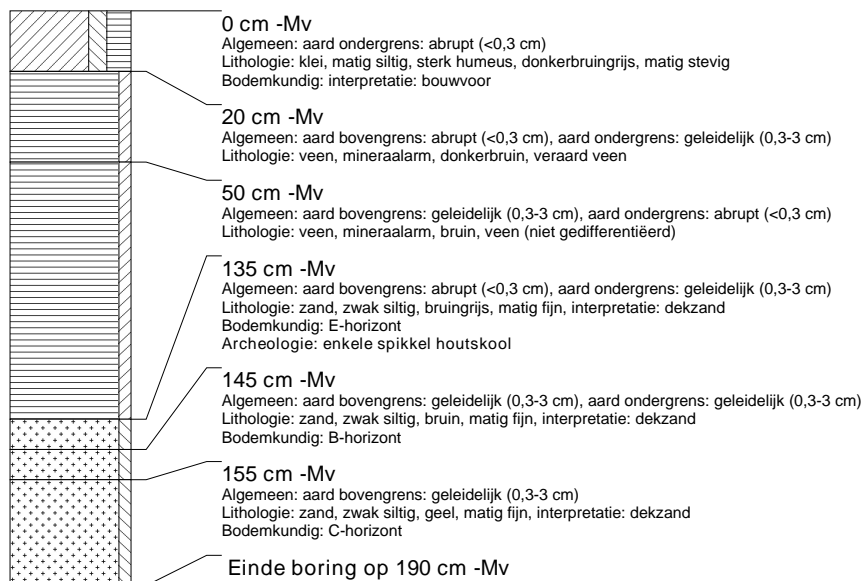 0 cm -Mv
Algemeen: aard ondergrens: abrupt (<0,3 cm)
Lithologie: klei, matig siltig, sterk humeus, donkerbruingrijs, matig stevig
Bodemkundig: interpretatie: bouwvoor
20 cm -Mv
Algemeen: aard bovengrens: abrupt (<0,3 cm), aard ondergrens: geleidelijk (0,3-3 cm)
Lithologie: veen, mineraalarm, donkerbruin, veraard veen
50 cm -Mv
Algemeen: aard bovengrens: geleidelijk (0,3-3 cm), aard ondergrens: abrupt (<0,3 cm)
Lithologie: veen, mineraalarm, bruin, veen (niet gedifferentiëerd)
135 cm -Mv
Algemeen: aard bovengrens: abrupt (<0,3 cm), aard ondergrens: geleidelijk (0,3-3 cm)
Lithologie: zand, zwak siltig, bruingrijs, matig fijn, interpretatie: dekzand
Bodemkundig: E-horizont
Archeologie: enkele spikkel houtskool
145 cm -Mv
Algemeen: aard bovengrens: geleidelijk (0,3-3 cm), aard ondergrens: geleidelijk (0,3-3 cm)
Lithologie: zand, zwak siltig, bruin, matig fijn, interpretatie: dekzand
Bodemkundig: B-horizont
155 cm -Mv
Algemeen: aard bovengrens: geleidelijk (0,3-3 cm)
Lithologie: zand, zwak siltig, geel, matig fijn, interpretatie: dekzand
Bodemkundig: C-horizont
Einde boring op 190 cm -Mv